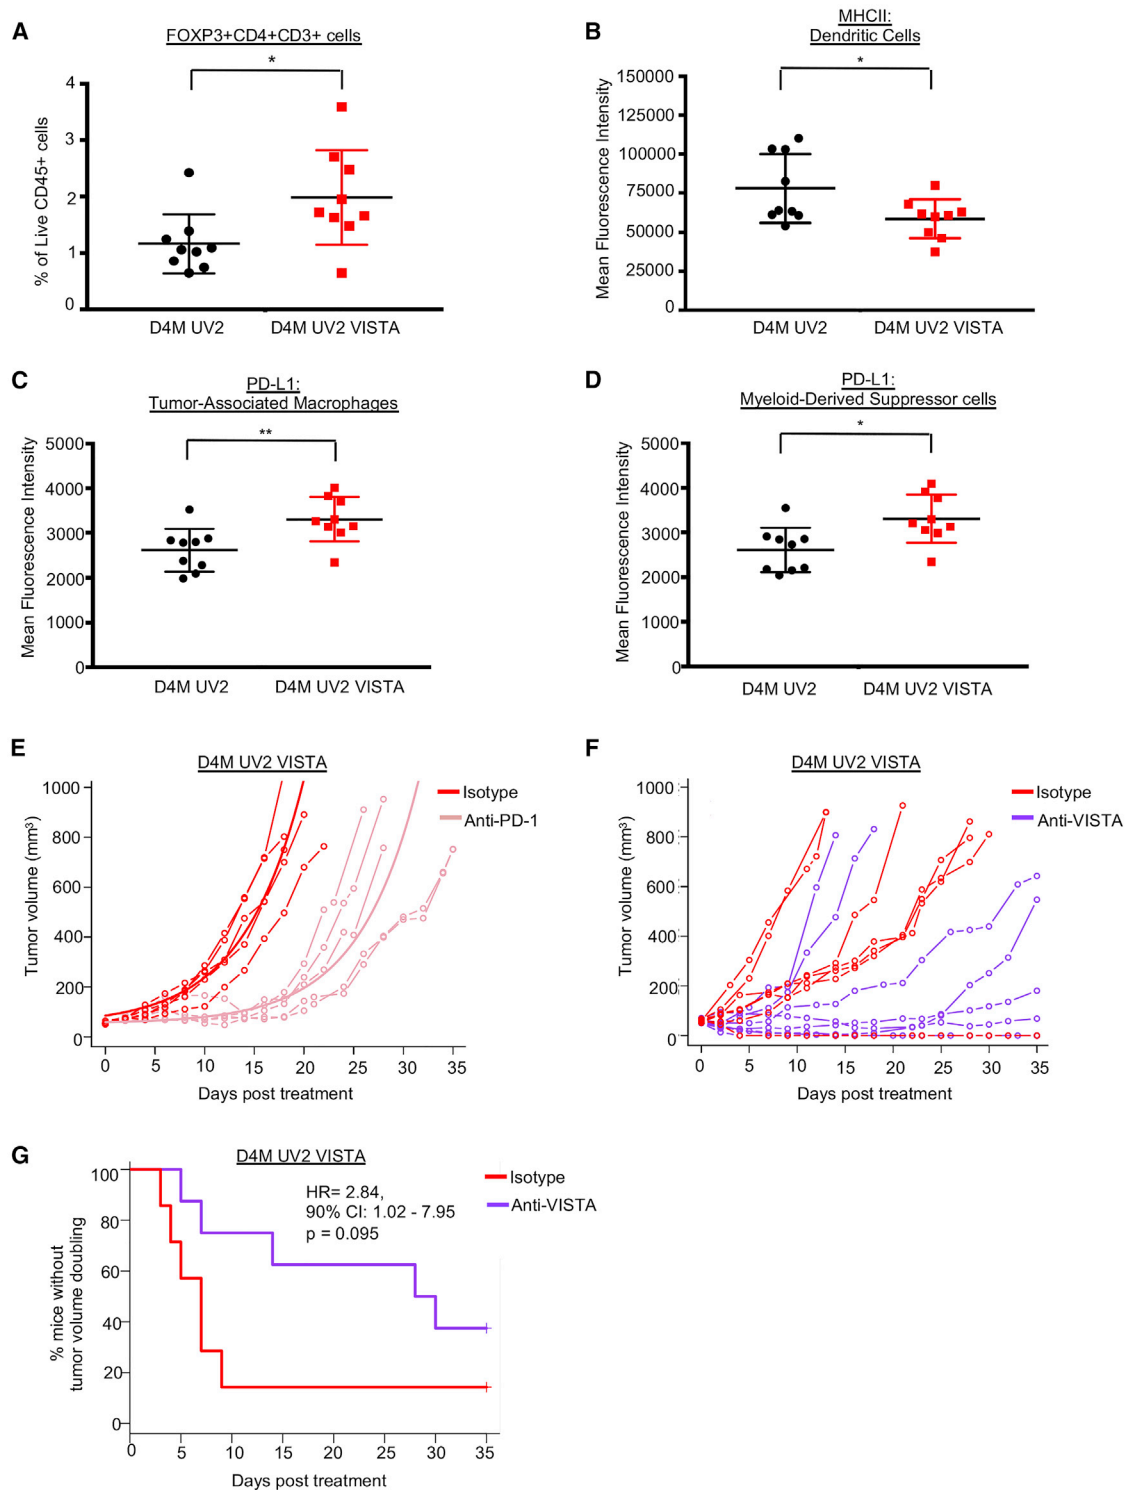 A
FOXP3+CD4+CD3+ cells
*
% of Live CD45+ cells
4
3
2
1
0
D4M UV2
D4M UV2 VISTA
B
MHCII:
Dendritic Cells
*
Mean Fluorescence Intensity
150000
125000
100000
75000
50000
25000
0
D4M UV2
D4M UV2 VISTA
C
PD-L1:
Tumor-Associated Macrophages
**
Mean Fluorescence Intensity
5000
4000
3000
2000
1000
0
D4M UV2
D4M UV2 VISTA
D
PD-L1:
Myeloid-Derived Suppressor cells
*
Mean Fluorescence Intensity
5000
4000
3000
2000
1000
0
D4M UV2
D4M UV2 VISTA
E
D4M UV2 VISTA
Isotype
Anti-PD-1
Tumor volume (mm³)
1000
800
600
400
200
0
0 5 10 15 20 25 30 35
Days post treatment
F
D4M UV2 VISTA
Isotype
Anti-VISTA
Tumor volume (mm³)
1000
800
600
400
200
0
0 5 10 15 20 25 30 35
Days post treatment
G
D4M UV2 VISTA
Isotype
Anti-VISTA
HR= 2.84,
90% CI: 1.02 - 7.95
p = 0.095
% mice without
tumor volume doubling
100
80
60
40
20
0
0 5 10 15 20 25 30 35
Days post treatment